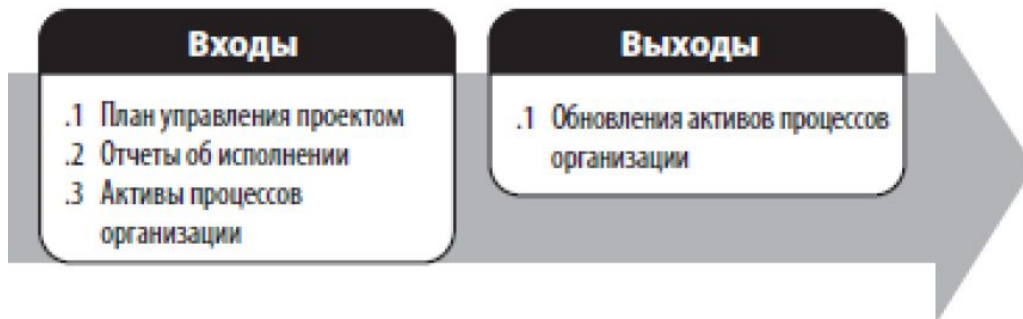 Входы
.1 План управления проектом
.2 Отчеты об исполнении
.3 Активы процессов
организации
Выходы
.1 Обновления активов процессов
организации